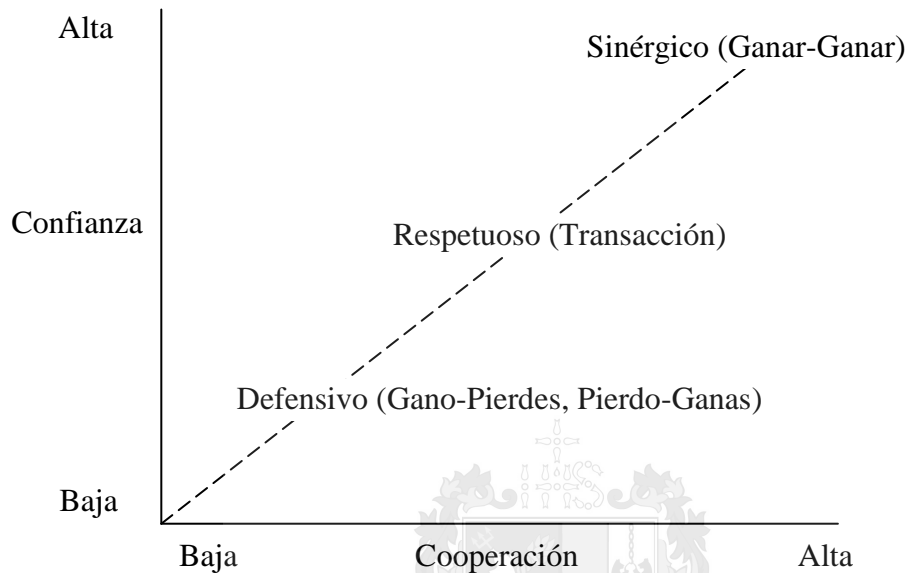 Alta
Sinérgico (Ganar-Ganar)
Confianza
Respetuoso (Transacción)
Defensivo (Gano-Pierdes, Pierdo-Ganas)
Baja
Baja Cooperación Alta